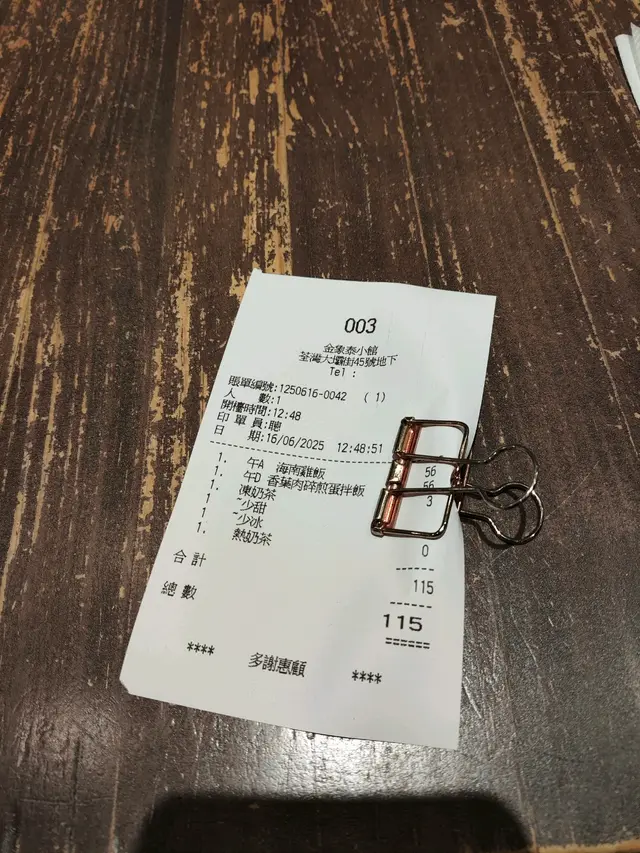 003
金象泰小館
荃灣大壩街45號地下
Tel :
賬單編號:1250616-0042 ( 1)
人 數:1
開檯時間:12:48
印單員:聰
日 期:16/06/2025 12:48:51
1. 午A 海南雞飯 56
1. 午D 香葉肉碎煎蛋拌飯 56
1. 凍奶茶 3
1 ~少甜
1 ~少冰
1. 熱奶茶 0
合計 115
總數 115
**** 多謝惠顧 ****